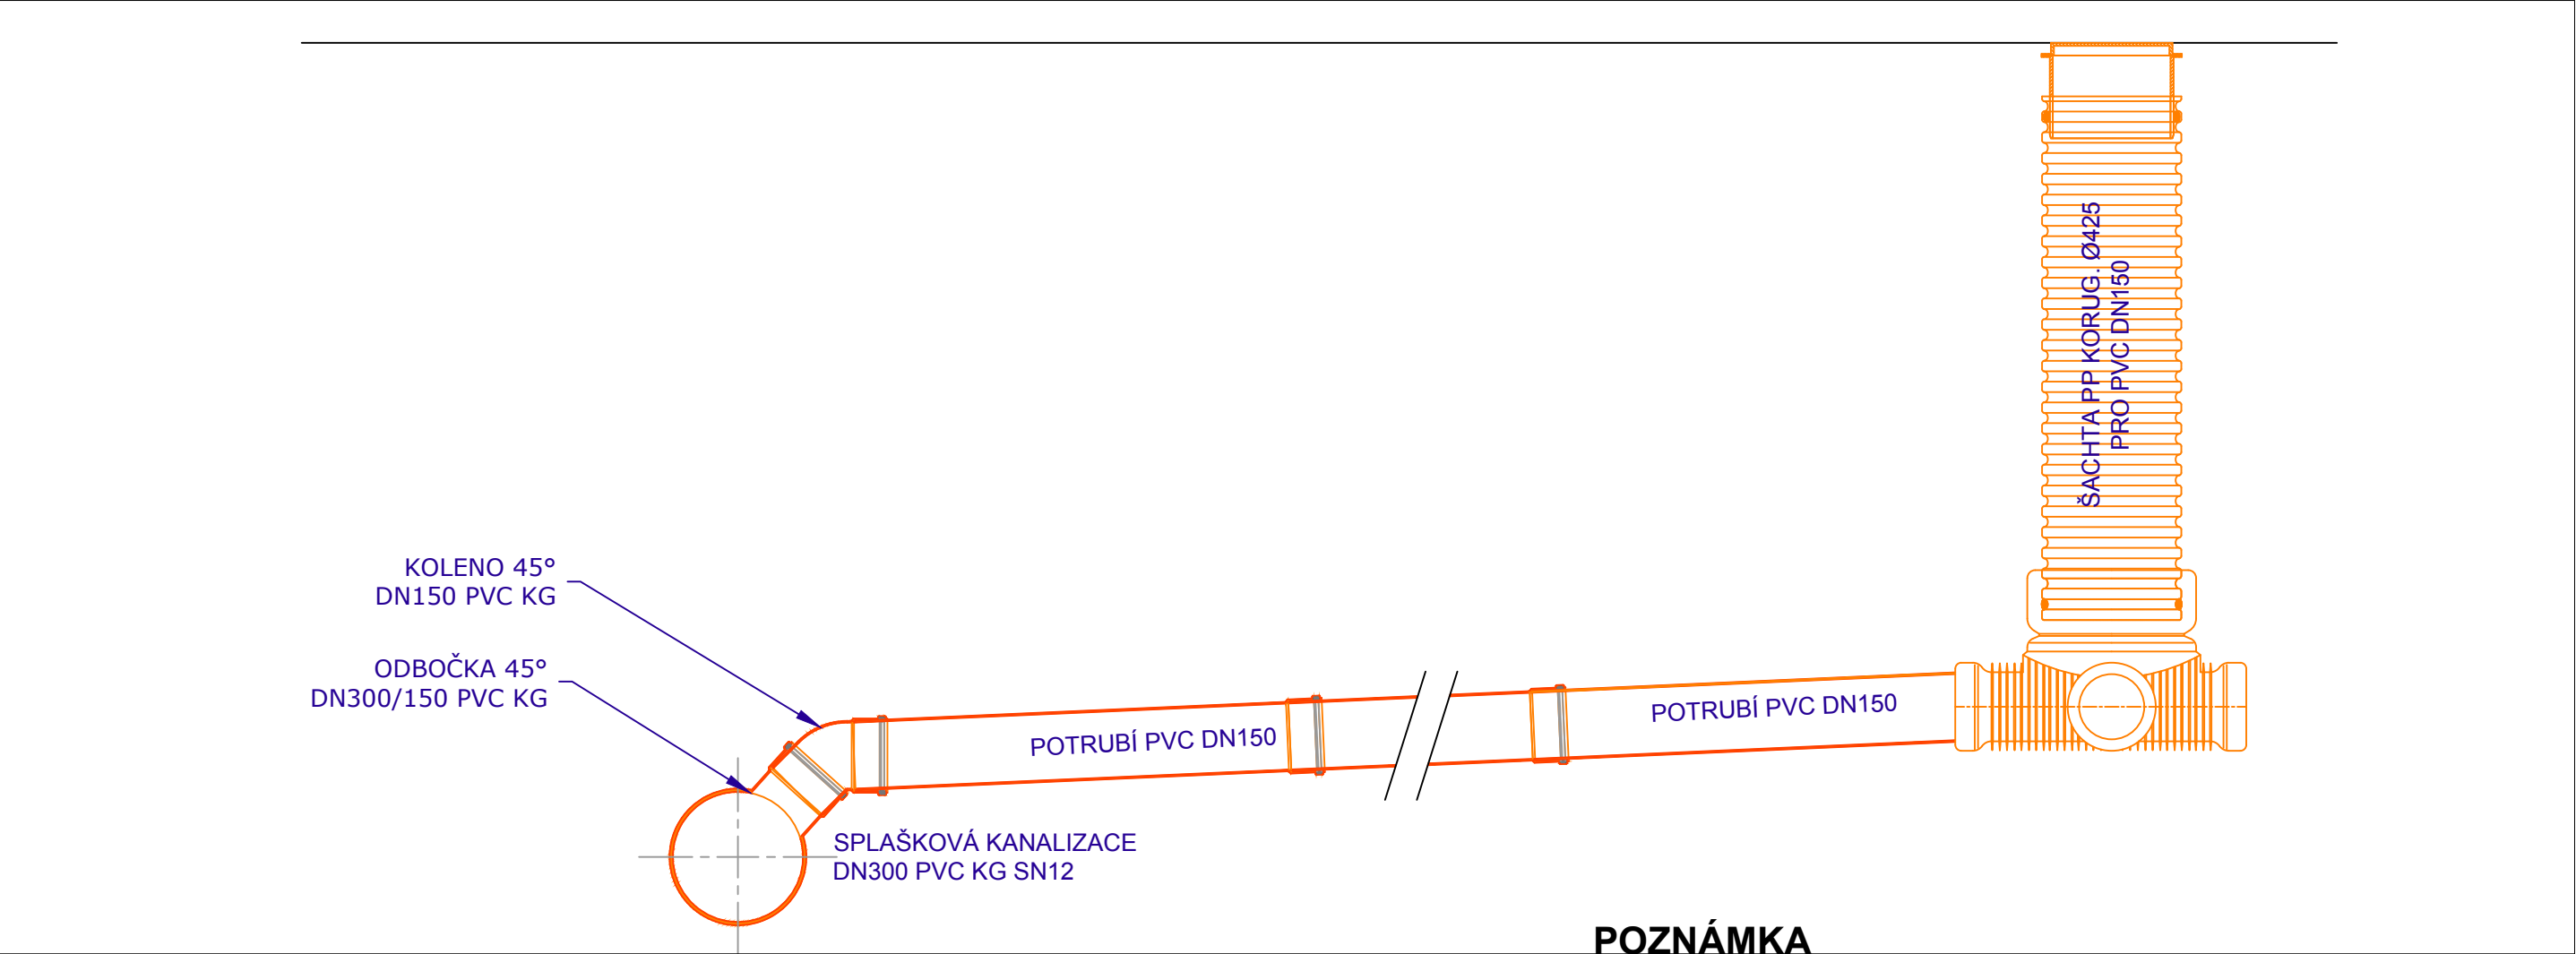 ŠACHTA PP KORUG. Ø425
PRO PVC DN150
KOLENO 45°
DN150 PVC KG
ODBOČKA 45°
DN300/150 PVC KG
POTRUBÍ PVC DN150
POTRUBÍ PVC DN150
SPLAŠKOVÁ KANALIZACE
DN300 PVC KG SN12
POZNÁMKA